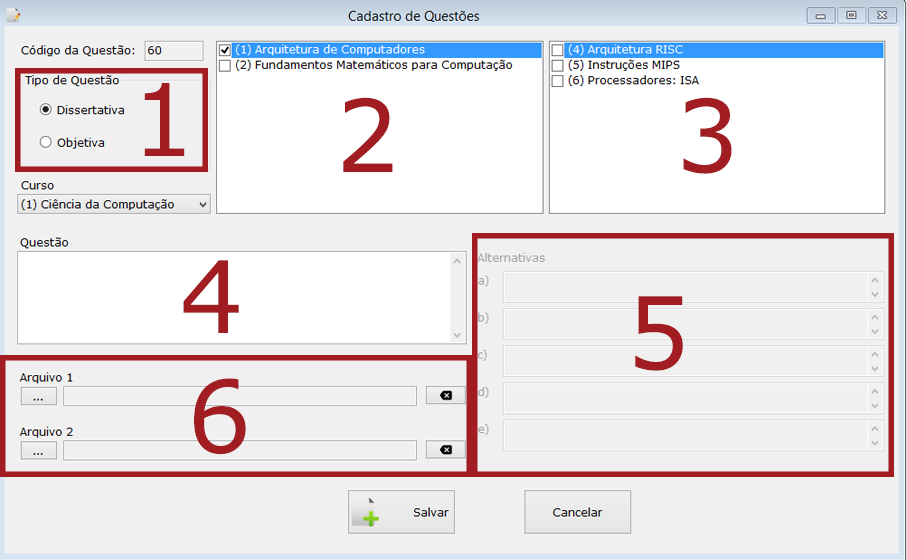 Cadastro de Questões
Código da Questão: 60
Tipo de Questão
Dissertativa
Objetiva
1
Curso
(1) Ciência da Computação
(1) Arquitetura de Computadores
(2) Fundamentos Matemáticos para Computação
2
(4) Arquitetura RISC
(5) Instruções MIPS
(6) Processadores: ISA
3
Questão
4
Alternativas
a)
b)
c)
d)
e)
5
Arquivo 1
...
Arquivo 2
...
6
Salvar
Cancelar